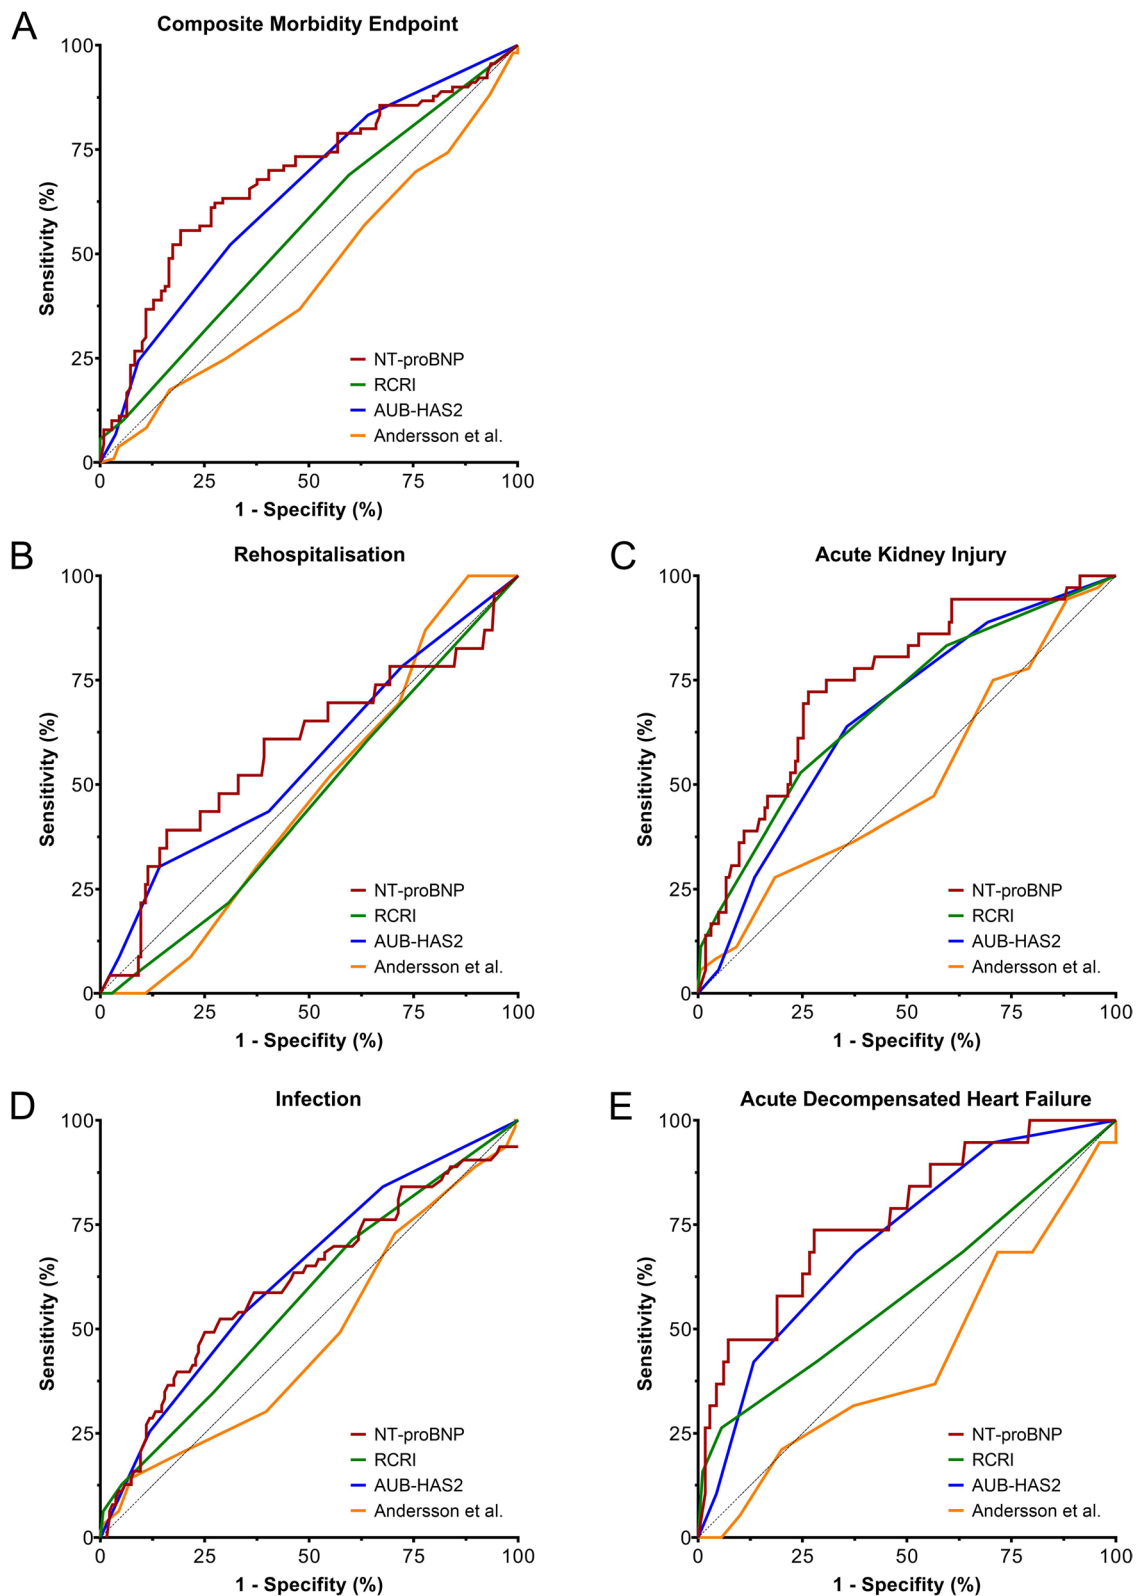 A
Composite Morbidity Endpoint
100
75
50
25
0
Sensitivity (%)
NT-proBNP
RCRI
AUB-HAS2
Andersson et al.
0 25 50 75 100
1 - Specifity (%)
B
Rehospitalisation
100
75
50
25
0
Sensitivity (%)
NT-proBNP
RCRI
AUB-HAS2
Andersson et al.
0 25 50 75 100
1 - Specifity (%)
C
Acute Kidney Injury
100
75
50
25
0
Sensitivity (%)
NT-proBNP
RCRI
AUB-HAS2
Andersson et al.
0 25 50 75 100
1 - Specifity (%)
D
Infection
100
75
50
25
0
Sensitivity (%)
NT-proBNP
RCRI
AUB-HAS2
Andersson et al.
0 25 50 75 100
1 - Specifity (%)
E
Acute Decompensated Heart Failure
100
75
50
25
0
Sensitivity (%)
NT-proBNP
RCRI
AUB-HAS2
Andersson et al.
0 25 50 75 100
1 - Specifity (%)